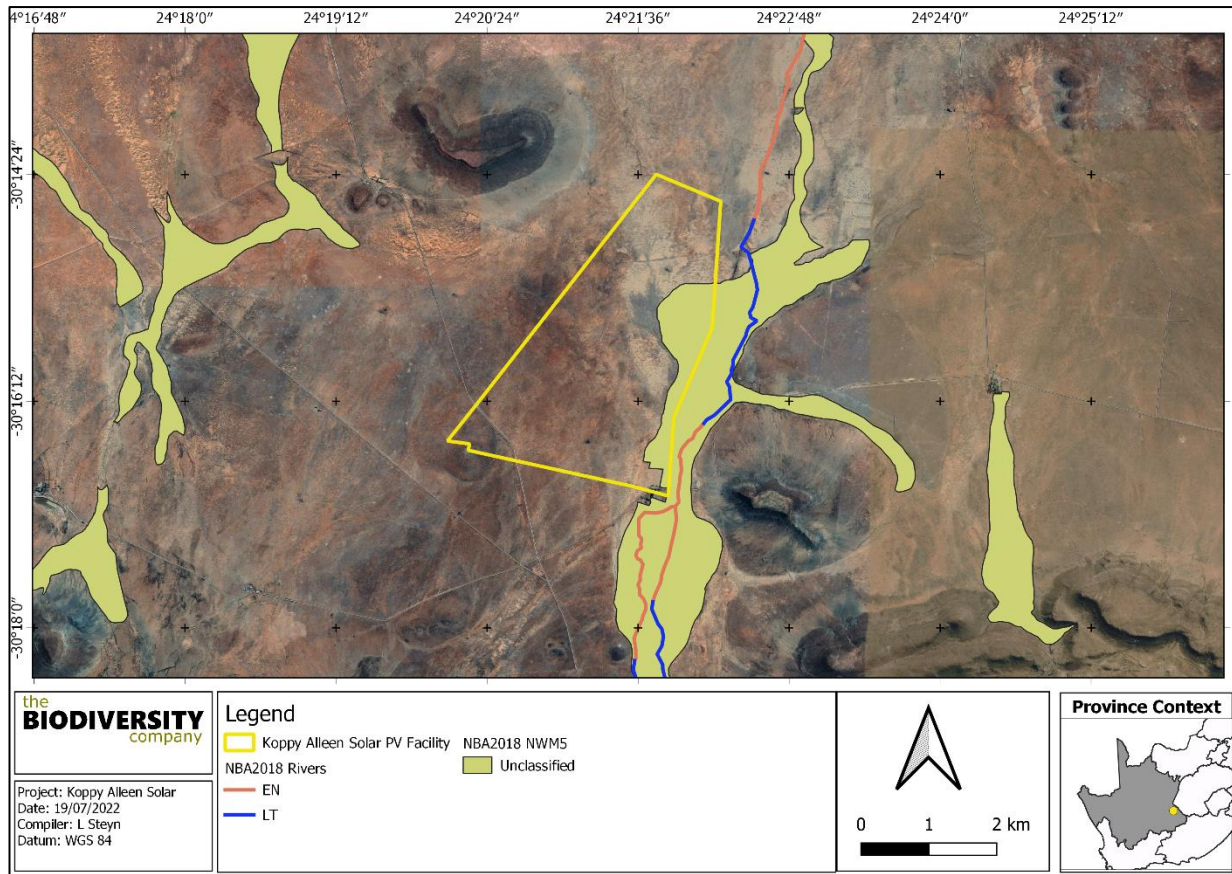 4°16′48″ 24°18′0″ 24°19′12″ 24°20′24″ 24°21′36″ 24°22′48″ 24°24′0″ 24°25′12″
-30°14′24″
-30°16′12″
-30°18′0″
the
BIODIVERSITY
company
Project: Koppy Alleen Solar
Date: 19/07/2022
Compiler: L Steyn
Datum: WGS 84
Legend
Koppy Alleen Solar PV Facility
NBA2018 Rivers
EN
LT
NBA2018 NWM5
Unclassified
0 1 2 km
Province Context